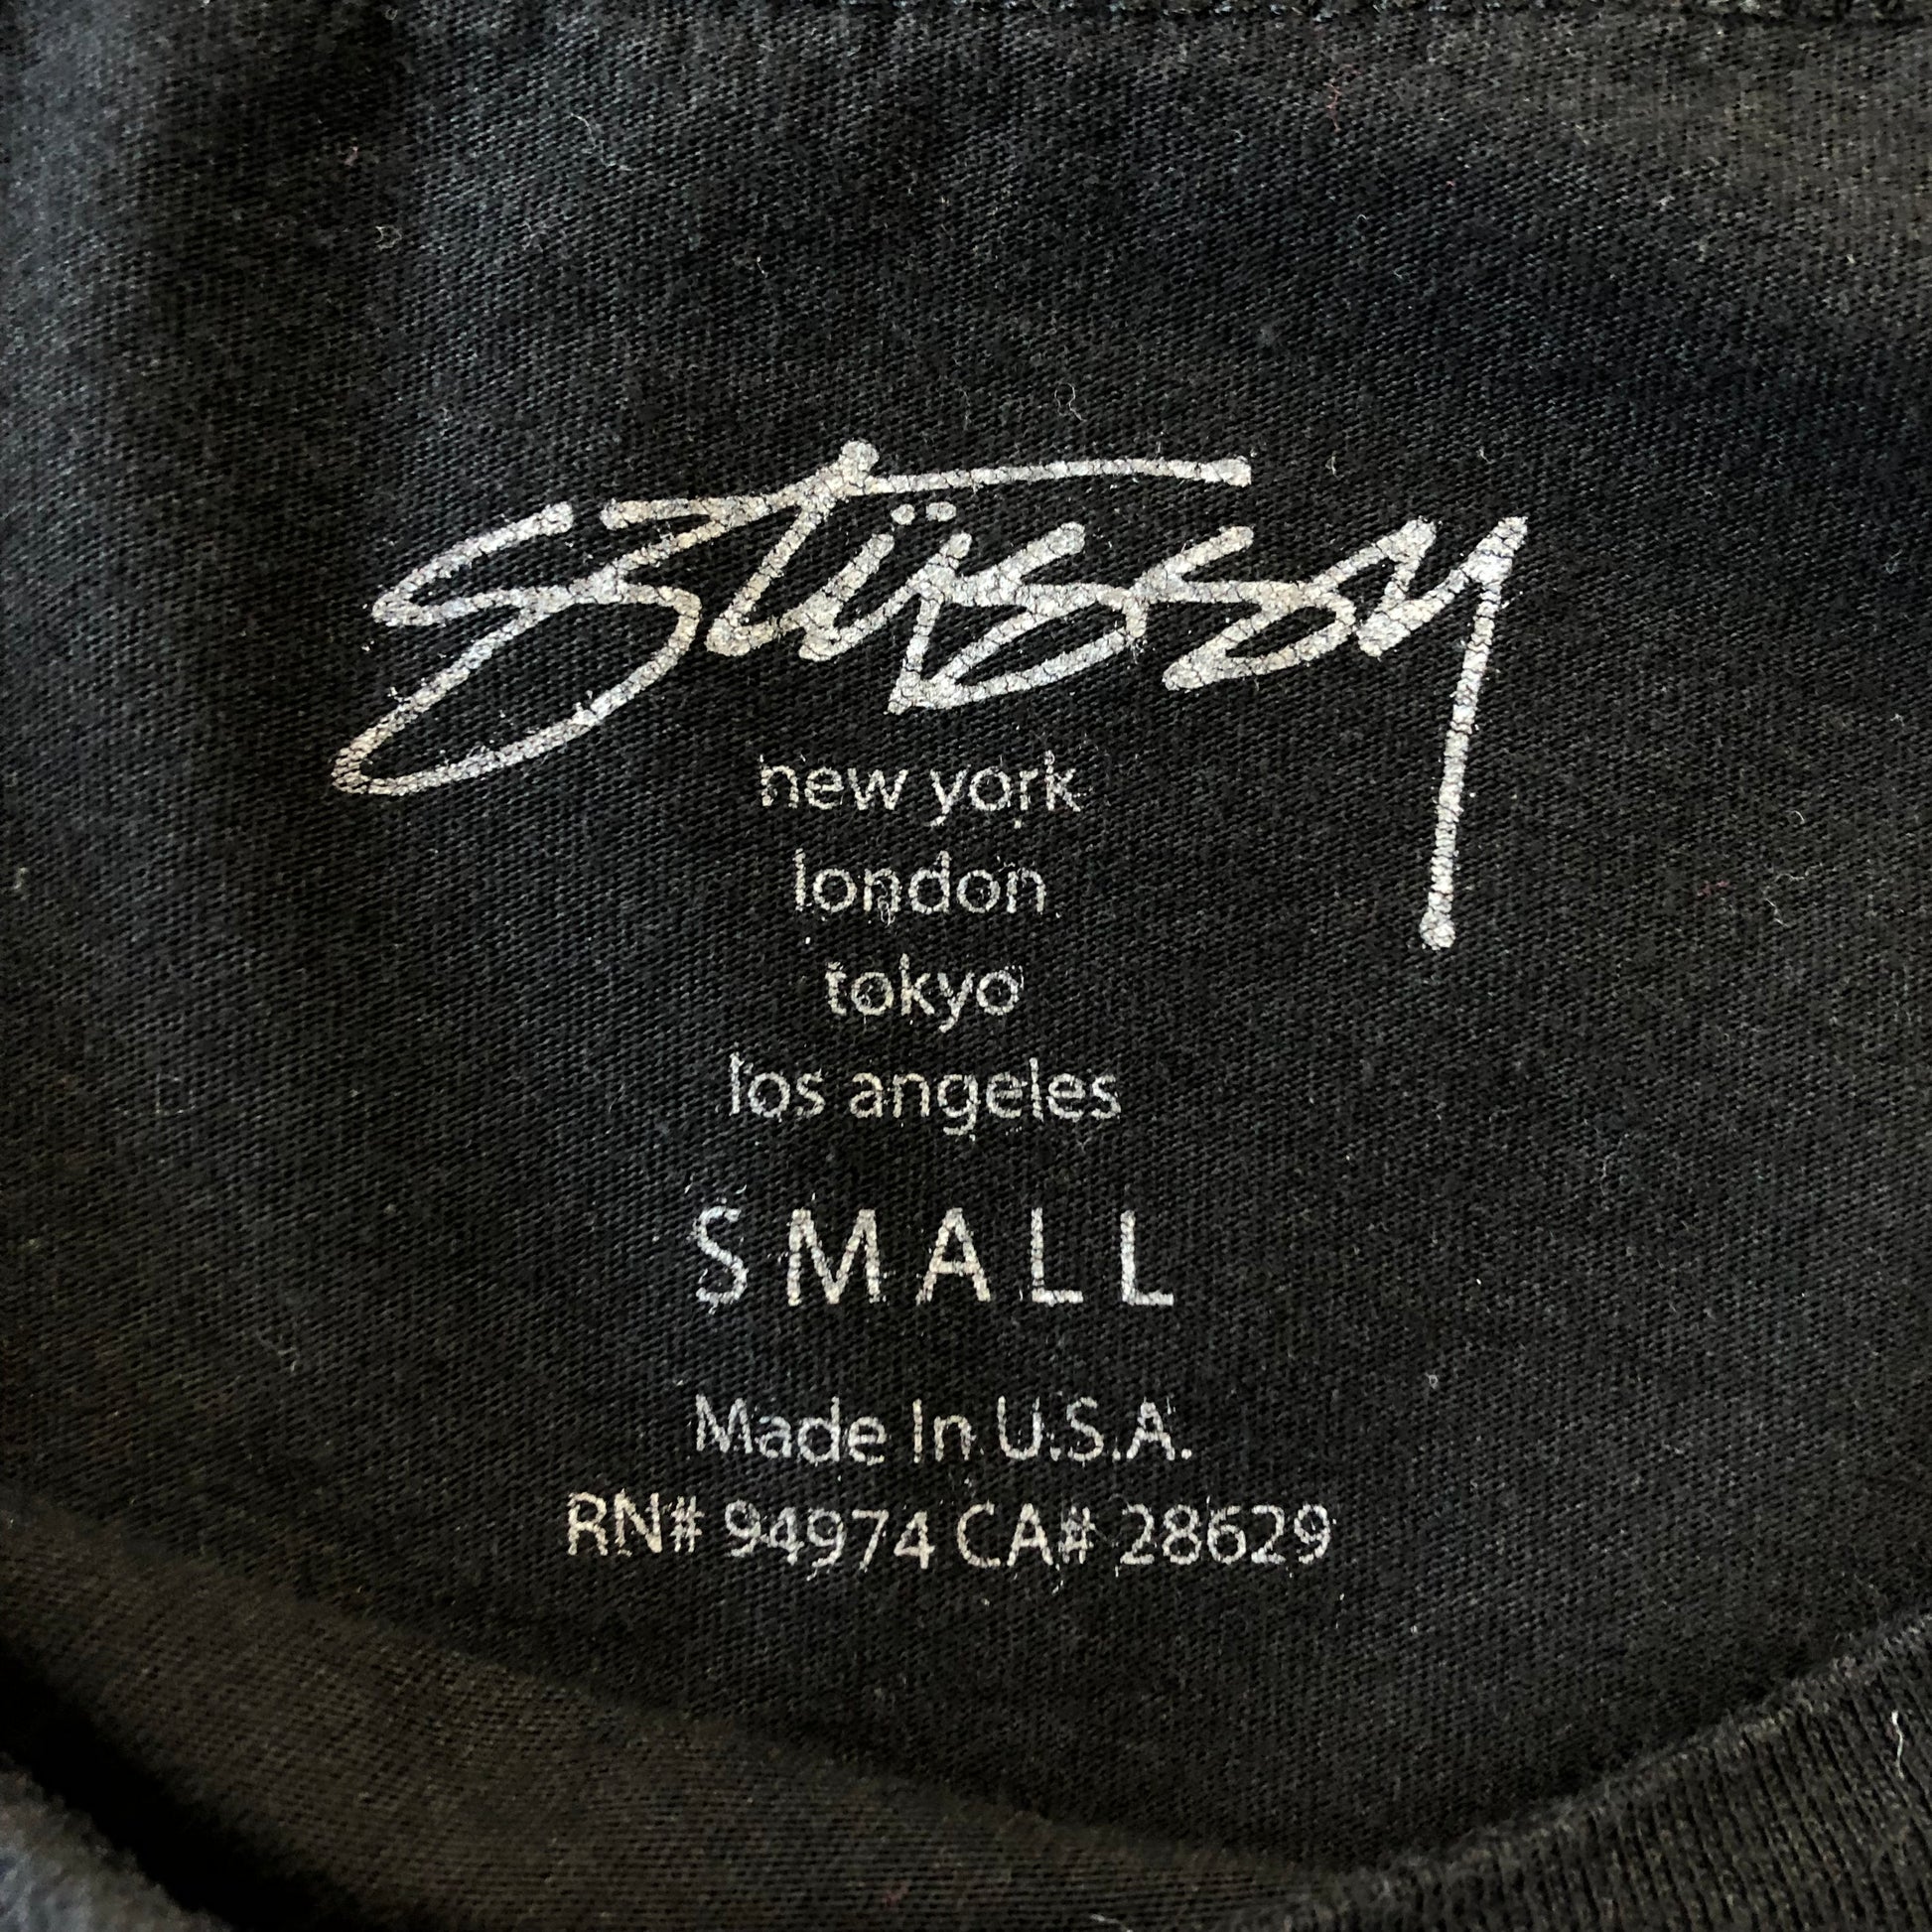 stüssy
new york
london
tokyo
los angeles
SMALL
Made In U.S.A.
RN# 94974 CA# 28629